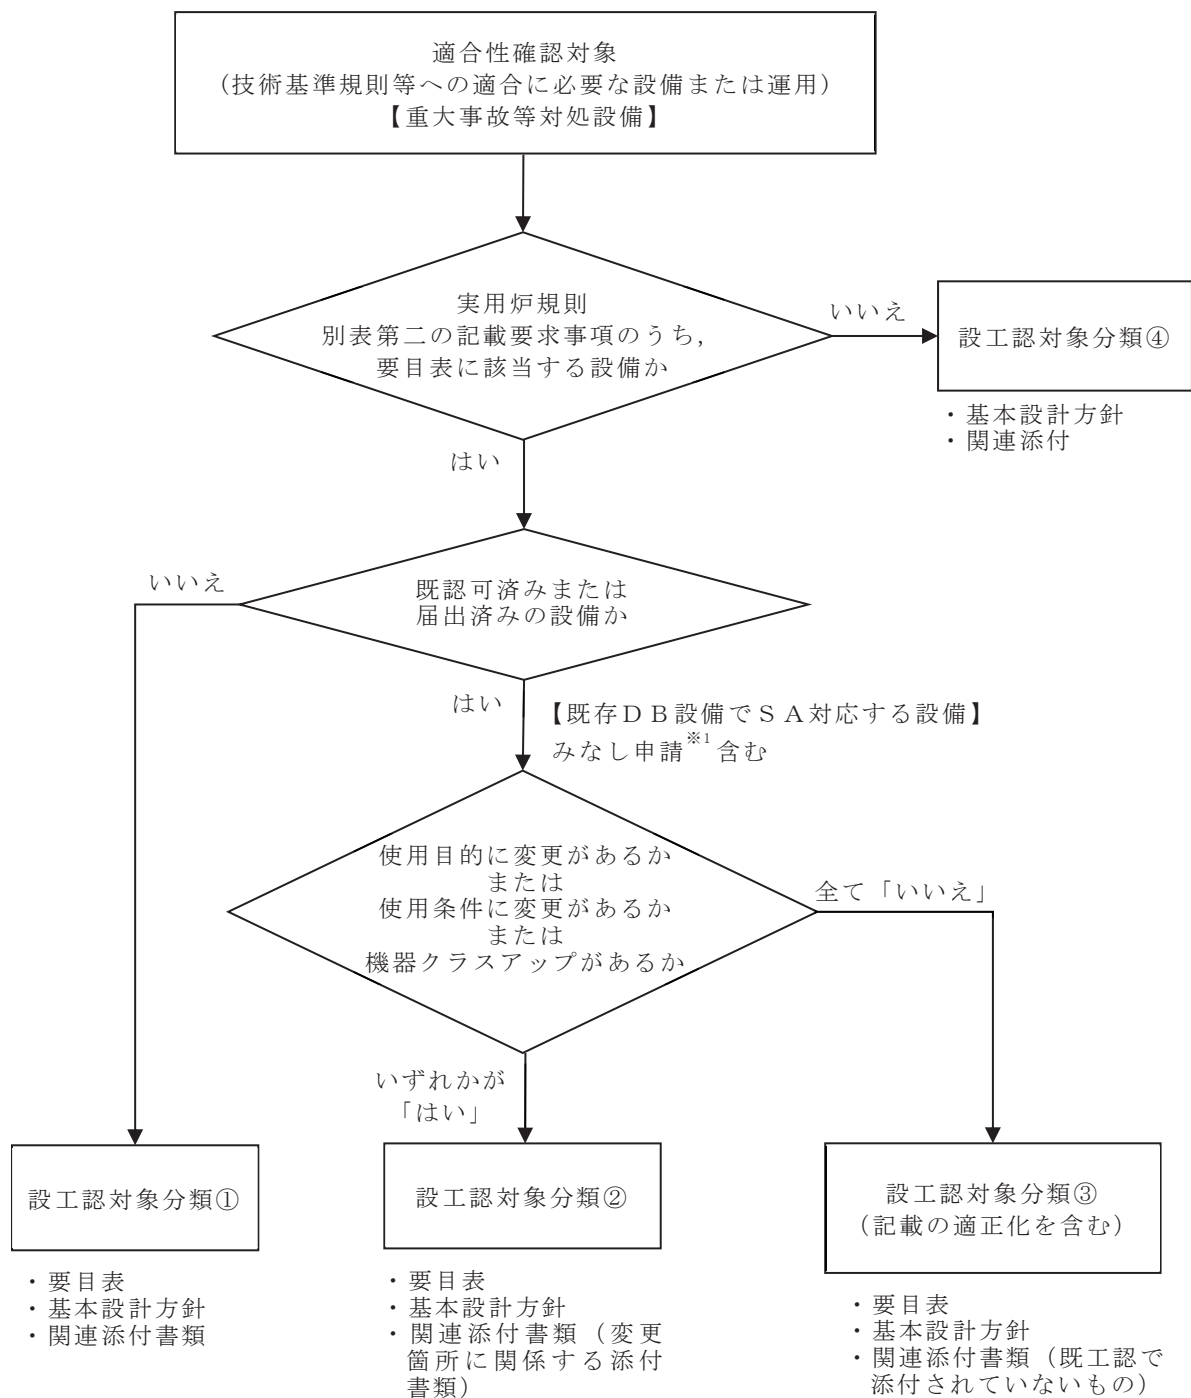 適合性確認対象
（技術基準規則等への適合に必要な設備または運用）
【重大事故等対処設備】
実用炉規則
別表第二の記載要求事項のうち，
要目表に該当する設備か
いいえ
設工認対象分類④
・基本設計方針
・関連添付
はい
既認可済みまたは
届出済みの設備か
いいえ
はい
【既存ＤＢ設備でＳＡ対応する設備】
みなし申請※1含む
使用目的に変更があるか
または
使用条件に変更があるか
または
機器クラスアップがあるか
全て「いいえ」
いずれかが
「はい」
設工認対象分類①
・要目表
・基本設計方針
・関連添付書類
設工認対象分類②
・要目表
・基本設計方針
・関連添付書類（変更
箇所に関係する添付
書類）
設工認対象分類③
（記載の適正化を含む）
・要目表
・基本設計方針
・関連添付書類（既工認で
添付されていないもの）